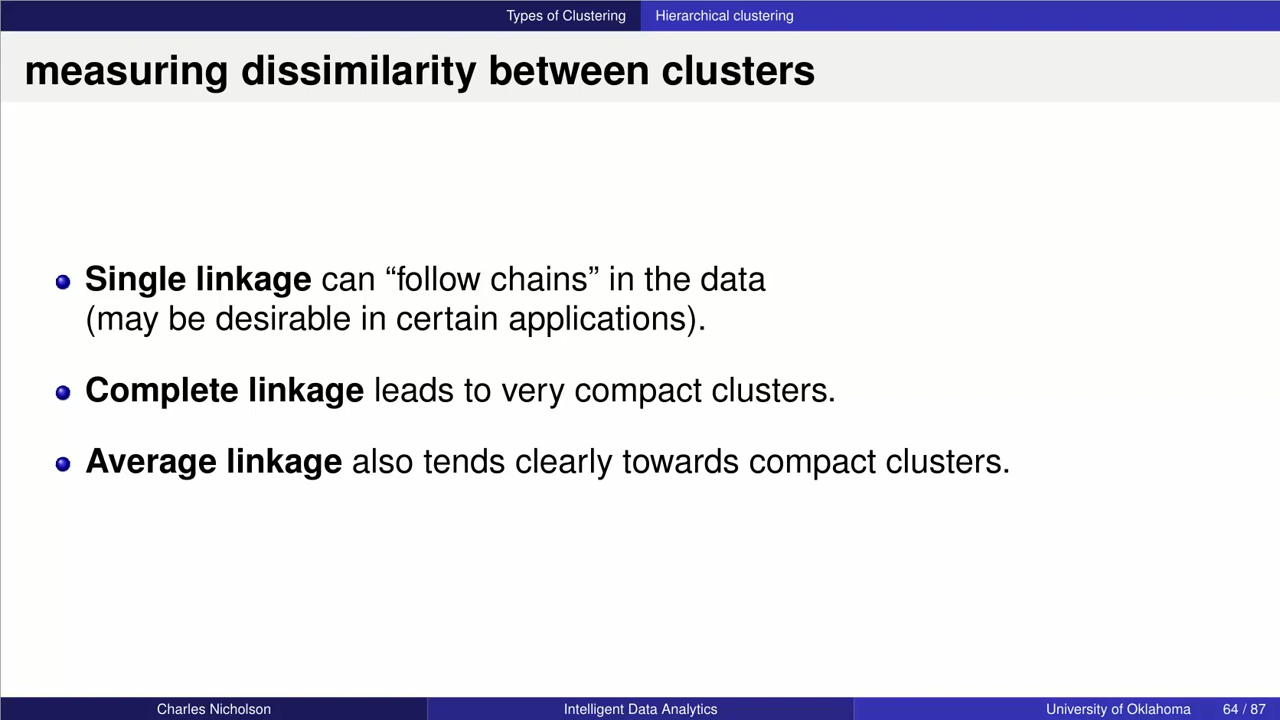 Types of Clustering Hierarchical clustering
measuring dissimilarity between clusters
Single linkage can “follow chains” in the data
(may be desirable in certain applications).
Complete linkage leads to very compact clusters.
Average linkage also tends clearly towards compact clusters.
Charles Nicholson Intelligent Data Analytics University of Oklahoma 64 / 87